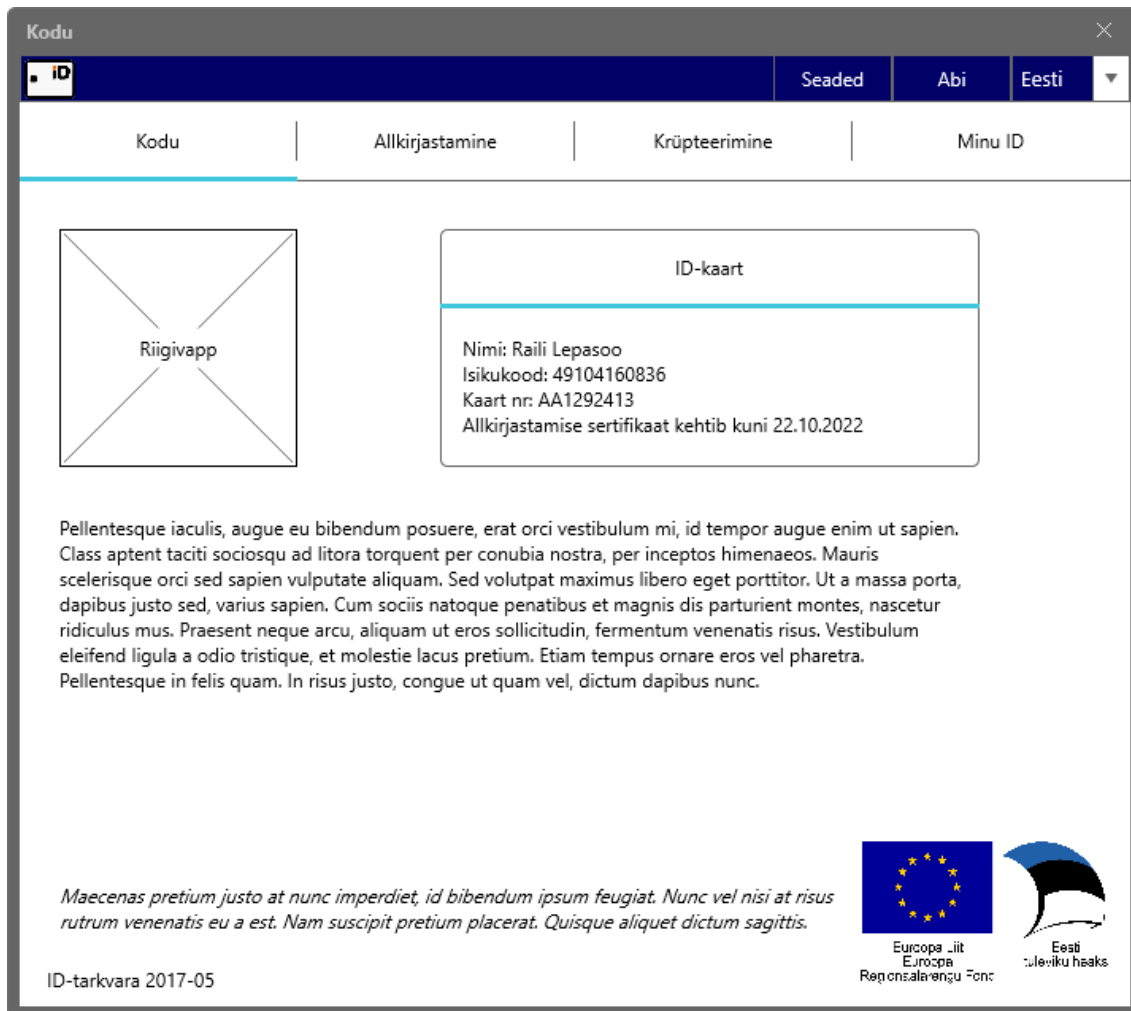 Kodu
iD
Seaded
Abi
Eesti
Kodu
Allkirjastamine
Krüpteerimine
Minu ID
Riigivapp
ID-kaart
Nimi: Raili Lepasoo
Isikukood: 49104160836
Kaart nr: AA1292413
Allkirjastamise sertifikaat kehtib kuni 22.10.2022
Pellentesque iaculis, augue eu bibendum posuere, erat orci vestibulum mi, id tempor augue enim ut sapien.
Class aptent taciti sociosqu ad litora torquent per conubia nostra, per inceptos himenaeos. Mauris
scelerisque orci sed sapien vulputate aliquam. Sed volutpat maximus libero eget porttitor. Ut a massa porta,
dapibus justo sed, varius sapien. Cum sociis natoque penatibus et magnis dis parturient montes, nascetur
ridiculus mus. Praesent neque arcu, aliquam ut eros sollicitudin, fermentum venenatis risus. Vestibulum
eleifend ligula a odio tristique, et molestie lacus pretium. Etiam tempus ornare eros vel pharetra.
Pellentesque in felis quam. In risus justo, congue ut quam vel, dictum dapibus nunc.
Maecenas pretium justo at nunc imperdiet, id bibendum ipsum feugiat. Nunc vel nisi at risus
rutrum venenatis eu a est. Nam suscipit pretium placerat. Quisque aliquet dictum sagittis.
Euroopa Liit
Euroopa
Regionaalarengu Fond
Eesti
tuleviku heaks
ID-tarkvara 2017-05